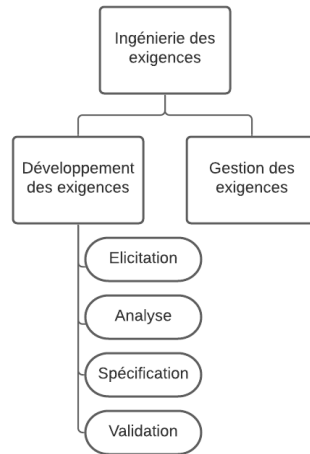 Ingénierie des
exigences
Développement
des exigences
Gestion des
exigences
Elicitation
Analyse
Spécification
Validation